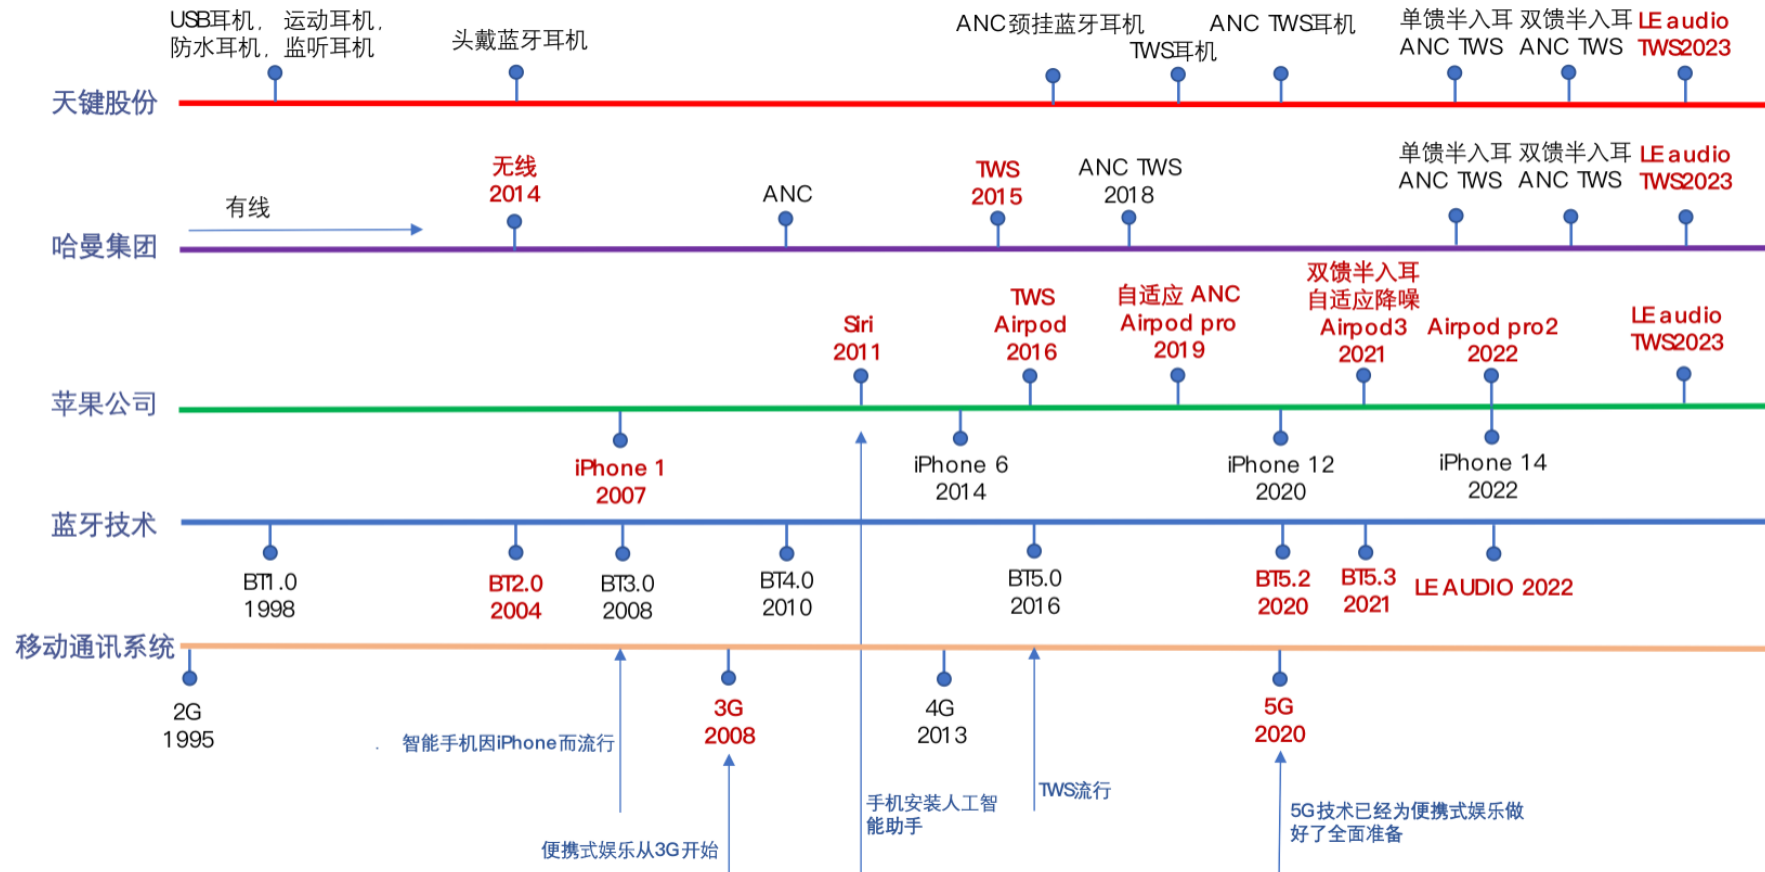 USB耳机， 运动耳机，
防水耳机， 监听耳机
头戴蓝牙耳机
ANC颈挂蓝牙耳机
TWS耳机
ANC TWS耳机
单馈半入耳
ANC TWS
双馈半入耳
ANC TWS
LE audio
TWS2023
天键股份
有线
无线
2014
ANC
TWS
2015
ANC TWS
2018
单馈半入耳
ANC TWS
双馈半入耳
ANC TWS
LE audio
TWS2023
哈曼集团
Siri
2011
TWS
Airpod
2016
自适应 ANC
Airpod pro
2019
双馈半入耳
自适应降噪
Airpod3
2021
Airpod pro2
2022
LE audio
TWS2023
苹果公司
iPhone 1
2007
iPhone 6
2014
iPhone 12
2020
iPhone 14
2022
蓝牙技术
BT1.0
1998
BT2.0
2004
BT3.0
2008
BT4.0
2010
BT5.0
2016
BT5.2
2020
BT5.3
2021
LE AUDIO 2022
移动通讯系统
2G
1995
3G
2008
4G
2013
5G
2020
智能手机因iPhone而流行
便携式娱乐从3G开始
手机安装人工智
能助手
TWS流行
5G技术已经为便携式娱乐做
好了全面准备